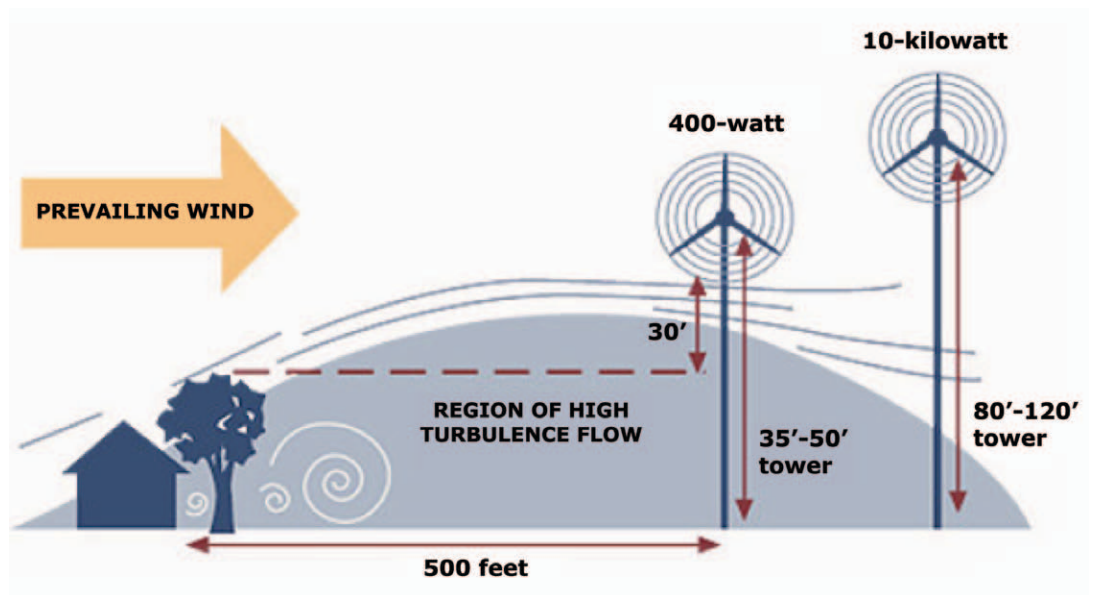 10-kilowatt
400-watt
PREVAILING WIND
30′
REGION OF HIGH
TURBULENCE FLOW
35′-50′
tower
80′-120′
tower
500 feet